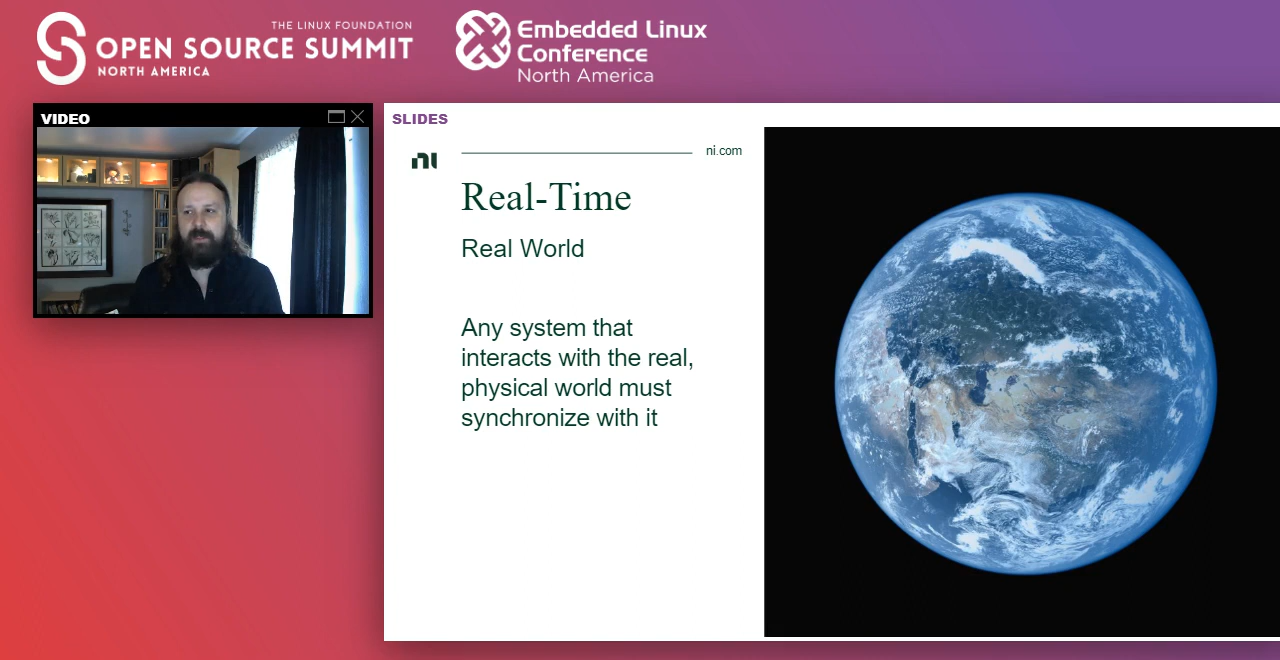 THE LINUX FOUNDATION
OPEN SOURCE SUMMIT
NORTH AMERICA
Embedded Linux
Conference
North America
VIDEO
SLIDES
ni
ni.com
Real-Time
Real World
Any system that
interacts with the real,
physical world must
synchronize with it